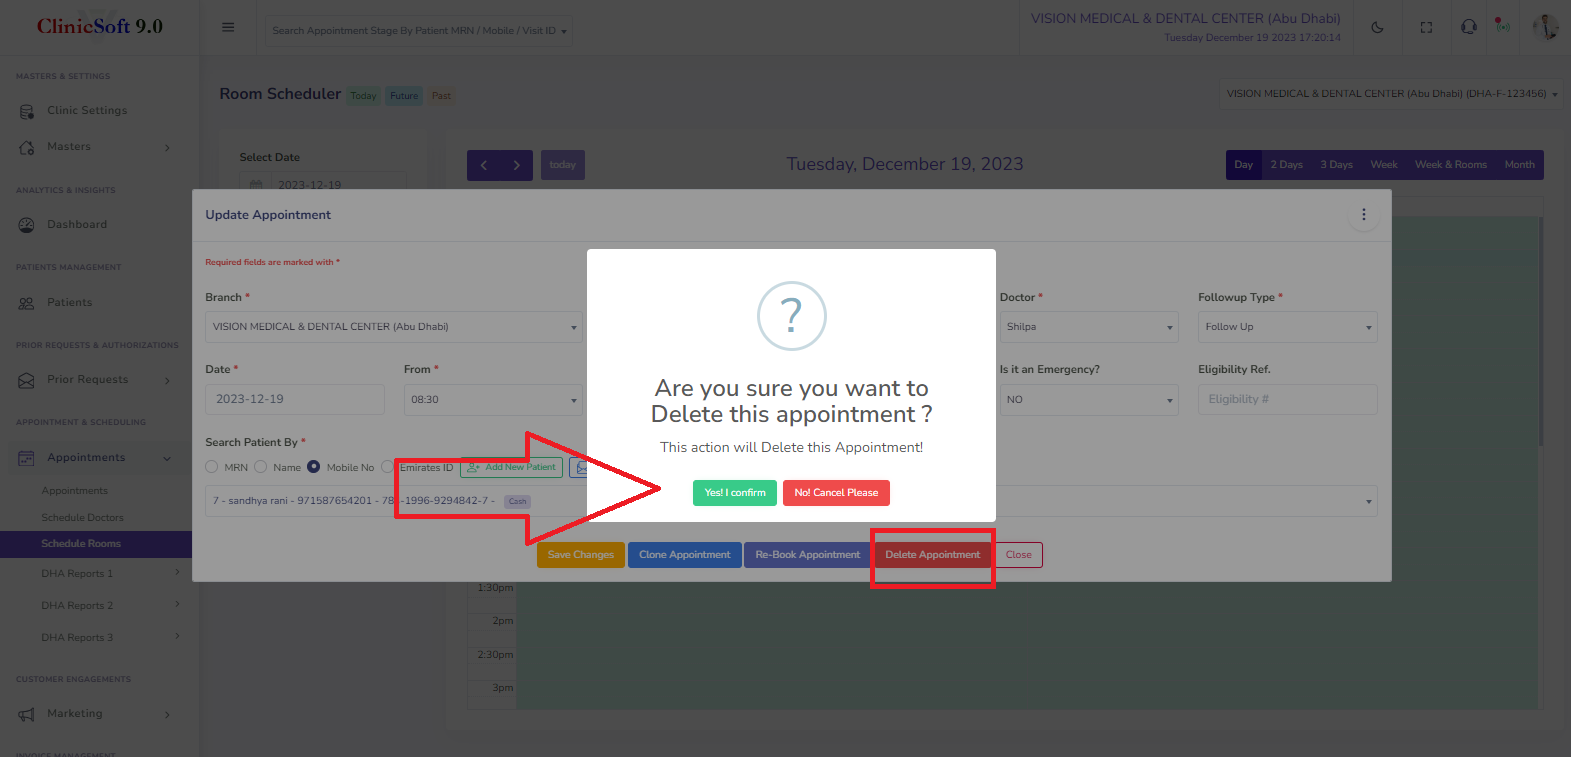 ClinicSoft 9.0
Search Appointment Stage By Patient MRN / Mobile / Visit ID
VISION MEDICAL & DENTAL CENTER (Abu Dhabi)
Tuesday December 19 2023 17:20:14
MASTERS & SETTINGS
Clinic Settings
Masters
ANALYTICS & INSIGHTS
Dashboard
PATIENTS MANAGEMENT
Patients
PRIOR REQUESTS & AUTHORIZATIONS
Prior Requests
APPOINTMENT & SCHEDULING
Appointments
Appointments
Schedule Doctors
Schedule Rooms
DHA Reports 1
DHA Reports 2
DHA Reports 3
CUSTOMER ENGAGEMENTS
Marketing
INVOICE MANAGEMENT
Room Scheduler Today Future Past
VISION MEDICAL & DENTAL CENTER (Abu Dhabi) (DHA-F-123456)
Select Date
2023-12-19
today
Tuesday, December 19, 2023
Day 2 Days 3 Days Week Week & Rooms Month
Update Appointment
Required fields are marked with *
Branch *
VISION MEDICAL & DENTAL CENTER (Abu Dhabi)
Doctor *
Shilpa
Followup Type *
Follow Up
Date *
2023-12-19
From *
08:30
Is it an Emergency?
NO
Eligibility Ref.
Eligibility #
Search Patient By *
MRN Name Mobile No Emirates ID Add New Patient
7 - sandhya rani - 971587654201 - -1996-9294842-7 - Cash
?
Are you sure you want to
Delete this appointment ?
This action will Delete this Appointment!
Yes! I confirm No! Cancel Please
Save Changes Clone Appointment Re-Book Appointment Delete Appointment Close
1:30pm
2pm
2:30pm
3pm